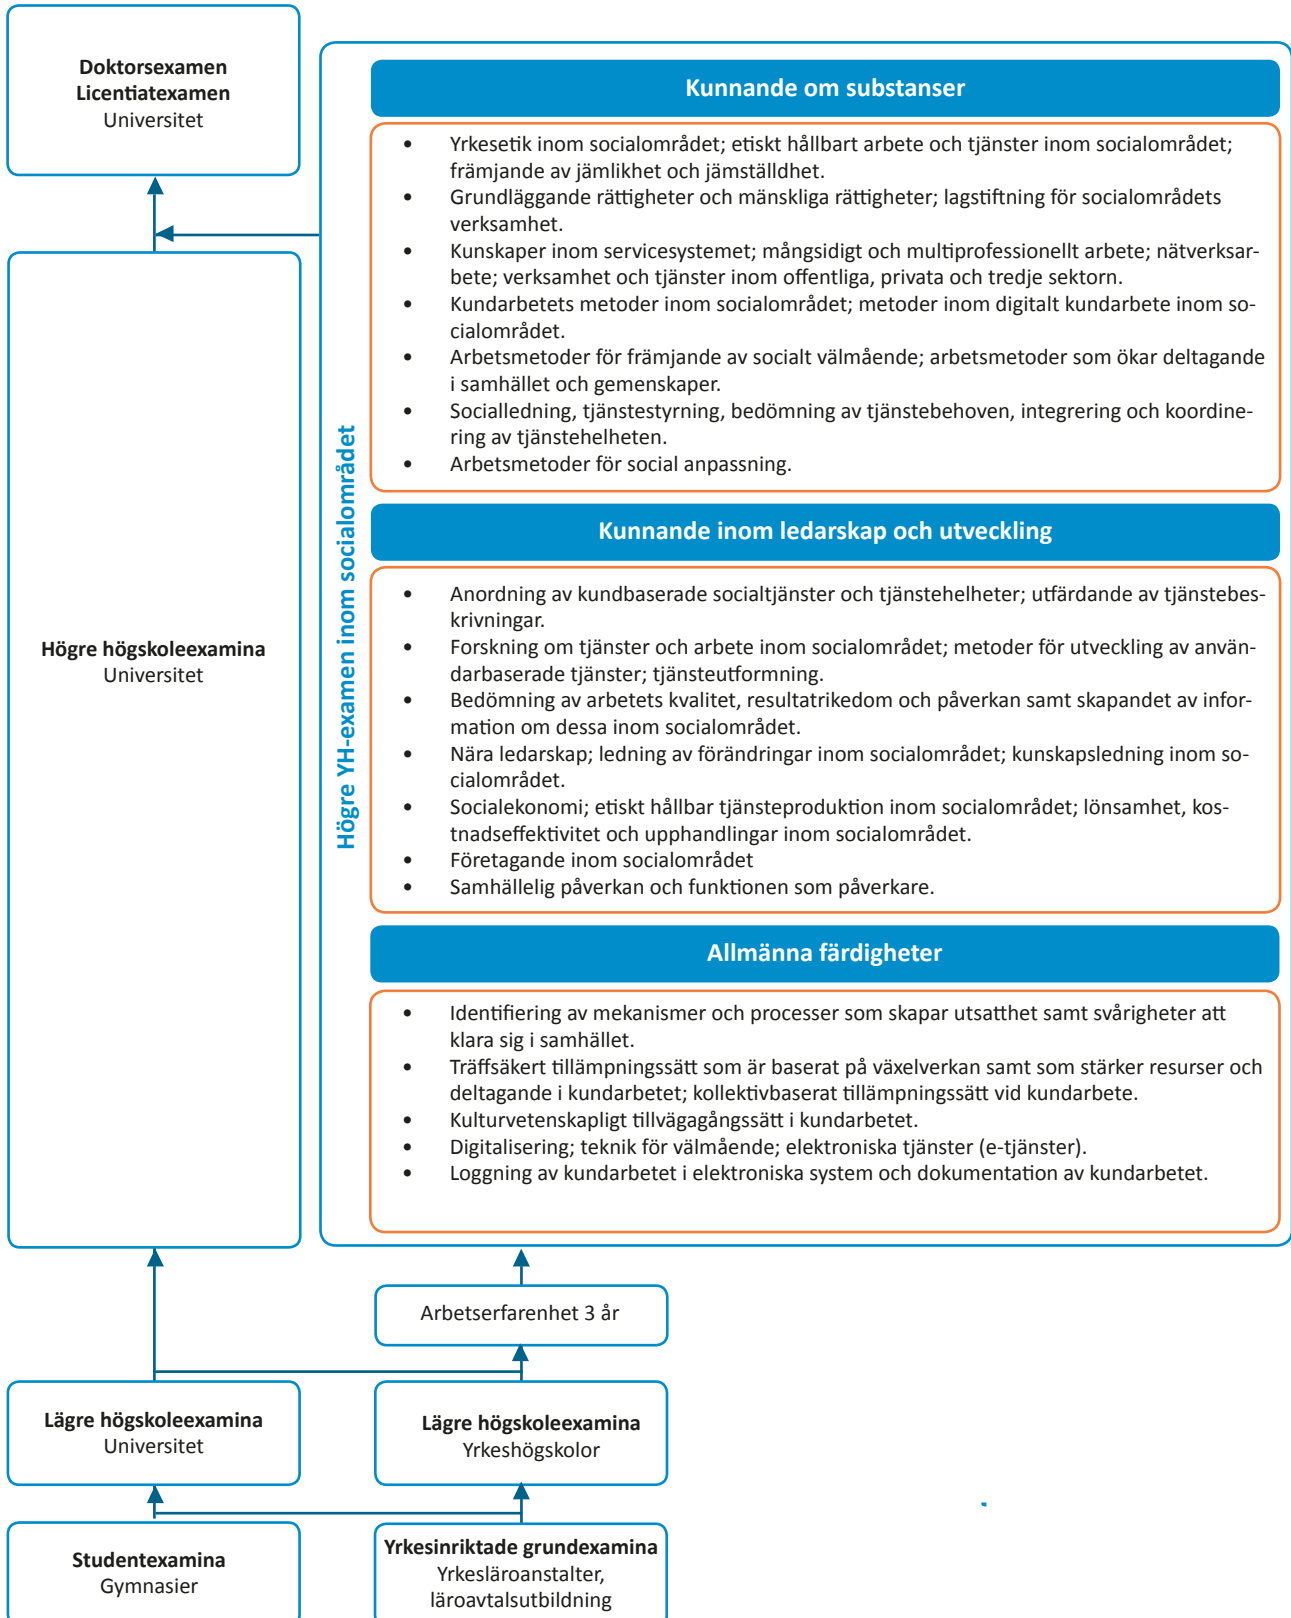 Doktorsexamen
Licentiatexamen
Universitet
Högre högskoleexamina
Universitet
Högre YH-examen inom socialområdet
Kunnande om substanser
• Yrkesetik inom socialområdet; etiskt hållbart arbete och tjänster inom socialområdet;
främjande av jämlikhet och jämställdhet.
• Grundläggande rättigheter och mänskliga rättigheter; lagstiftning för socialområdets
verksamhet.
• Kunskaper inom servicesystemet; mångsidigt och multiprofessionellt arbete; nätverksar-
bete; verksamhet och tjänster inom offentliga, privata och tredje sektorn.
• Kundarbetets metoder inom socialområdet; metoder inom digitalt kundarbete inom so-
cialområdet.
• Arbetsmetoder för främjande av socialt välmående; arbetsmetoder som ökar deltagande
i samhället och gemenskaper.
• Socialledning, tjänstestyrning, bedömning av tjänstebehoven, integrering och koordine-
ring av tjänstehelheten.
• Arbetsmetoder för social anpassning.
Kunnande inom ledarskap och utveckling
• Anordning av kundbaserade socialtjänster och tjänstehelheter; utfärdande av tjänstebes-
krivningar.
• Forskning om tjänster och arbete inom socialområdet; metoder för utveckling av använ-
darbaserade tjänster; tjänsteutformning.
• Bedömning av arbetets kvalitet, resultatrikedom och påverkan samt skapandet av infor-
mation om dessa inom socialområdet.
• Nära ledarskap; ledning av förändringar inom socialområdet; kunskapsledning inom so-
cialområdet.
• Socialekonomi; etiskt hållbar tjänsteproduktion inom socialområdet; lönsamhet, kos-
tnadseffektivitet och upphandlingar inom socialområdet.
• Företagande inom socialområdet
• Samhällelig påverkan och funktionen som påverkare.
Allmänna färdigheter
• Identifiering av mekanismer och processer som skapar utsatthet samt svårigheter att
klara sig i samhället.
• Träffsäkert tillämpningssätt som är baserat på växelverkan samt som stärker resurser och
deltagande i kundarbetet; kollektivbaserat tillämpningssätt vid kundarbete.
• Kulturvetenskapligt tillvägagångssätt i kundarbetet.
• Digitalisering; teknik för välmående; elektroniska tjänster (e-tjänster).
• Loggning av kundarbetet i elektroniska system och dokumentation av kundarbetet.
Arbetserfarenhet 3 år
Lägre högskoleexamina
Universitet
Lägre högskoleexamina
Yrkeshögskolor
Studentexamina
Gymnasier
Yrkesinriktade grundexamina
Yrkesläroanstalter,
läroavtalsutbildning